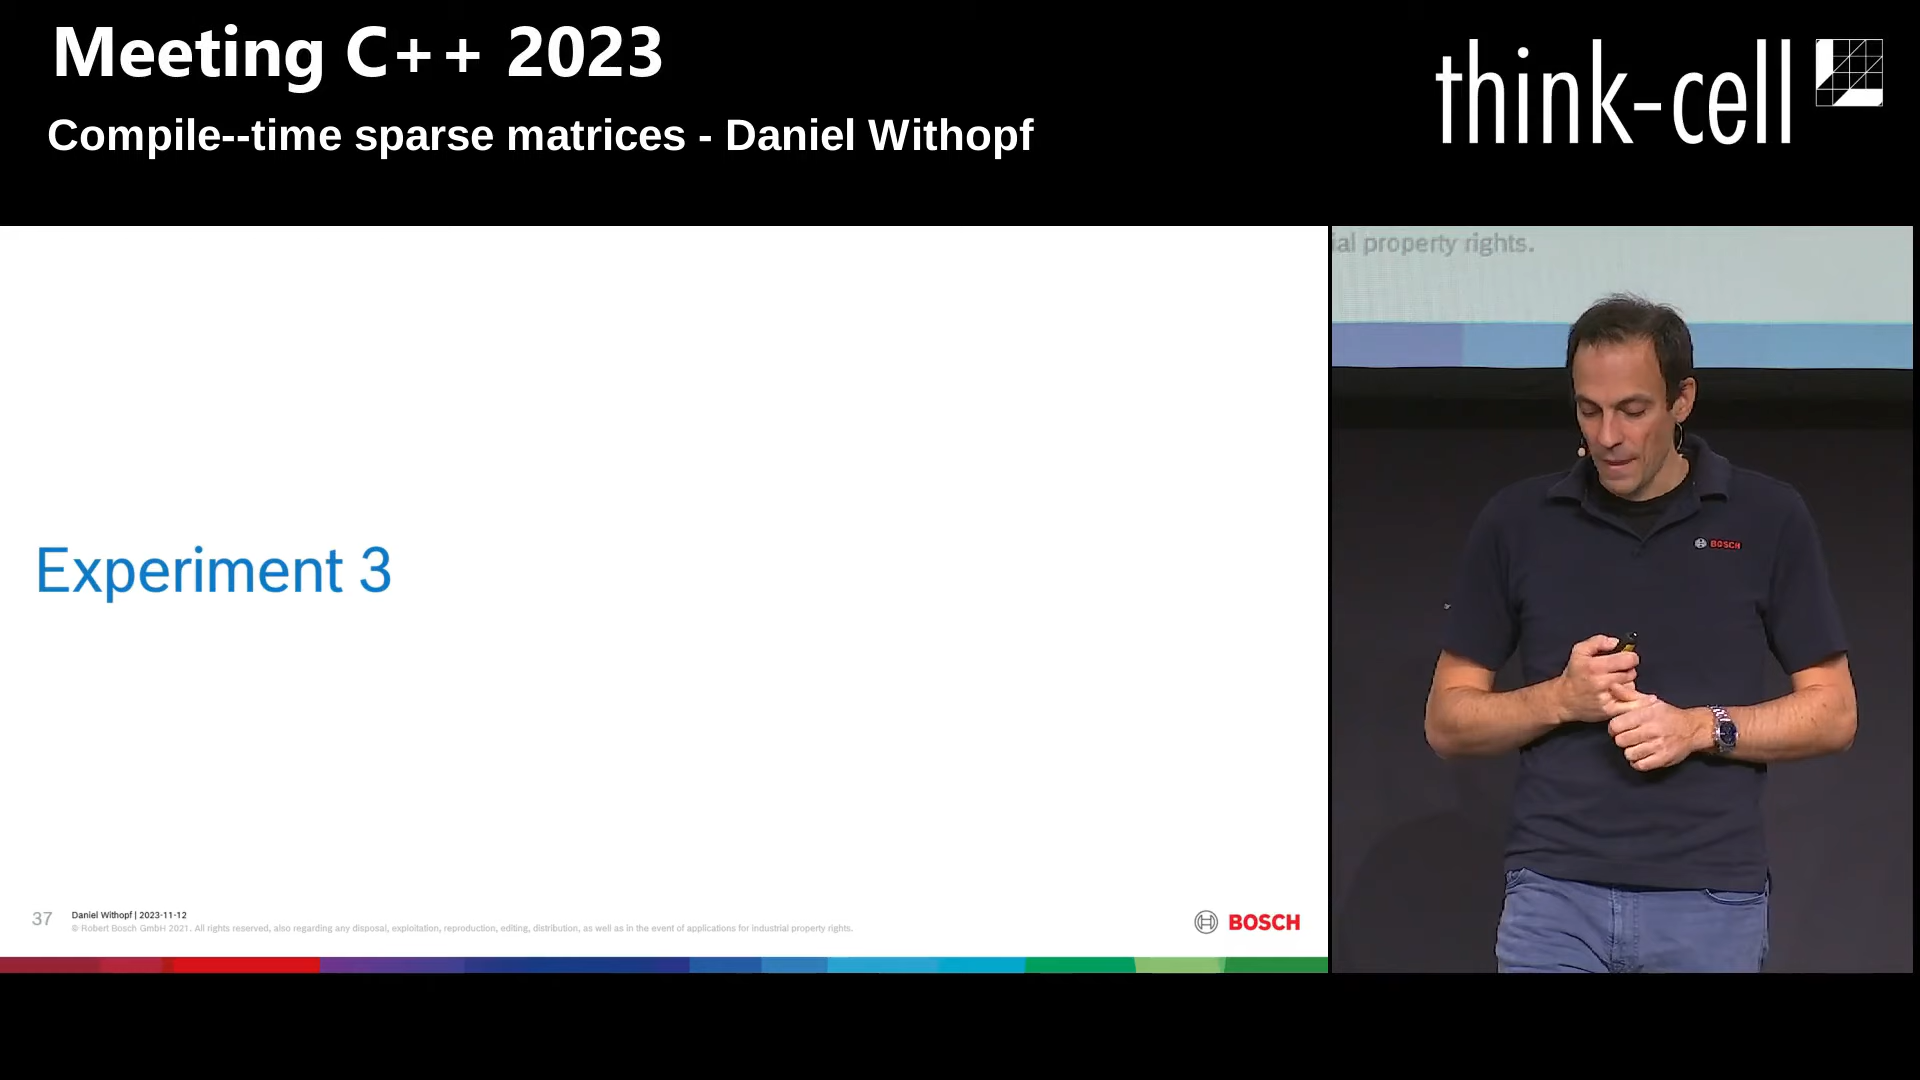 Meeting C++ 2023
Compile--time sparse matrices - Daniel Withopf
think-cell
ial property rights.
Experiment 3
BOSCH
37
Daniel Withopf | 2023-11-12
© Robert Bosch GmbH 2021. All rights reserved, also regarding any disposal, exploitation, reproduction, editing, distribution, as well as in the event of applications for industrial property rights.
BOSCH